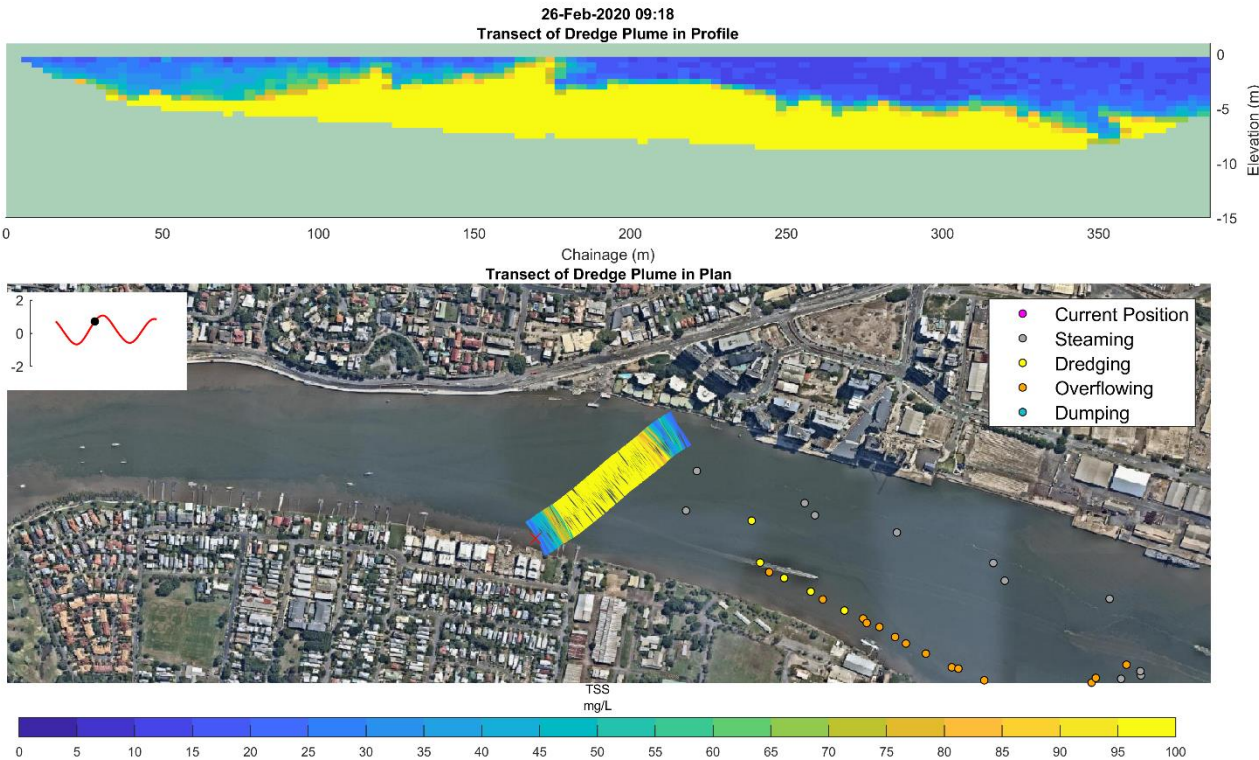 26-Feb-2020 09:18
Transect of Dredge Plume in Profile
0
-5
-10
-15
Elevation (m)
0 50 100 150 200 250 300 350
Chainage (m)
Transect of Dredge Plume in Plan
2
0
-2
Current Position
Steaming
Dredging
Overflowing
Dumping
TSS
mg/L
0 5 10 15 20 25 30 35 40 45 50 55 60 65 70 75 80 85 90 95 100